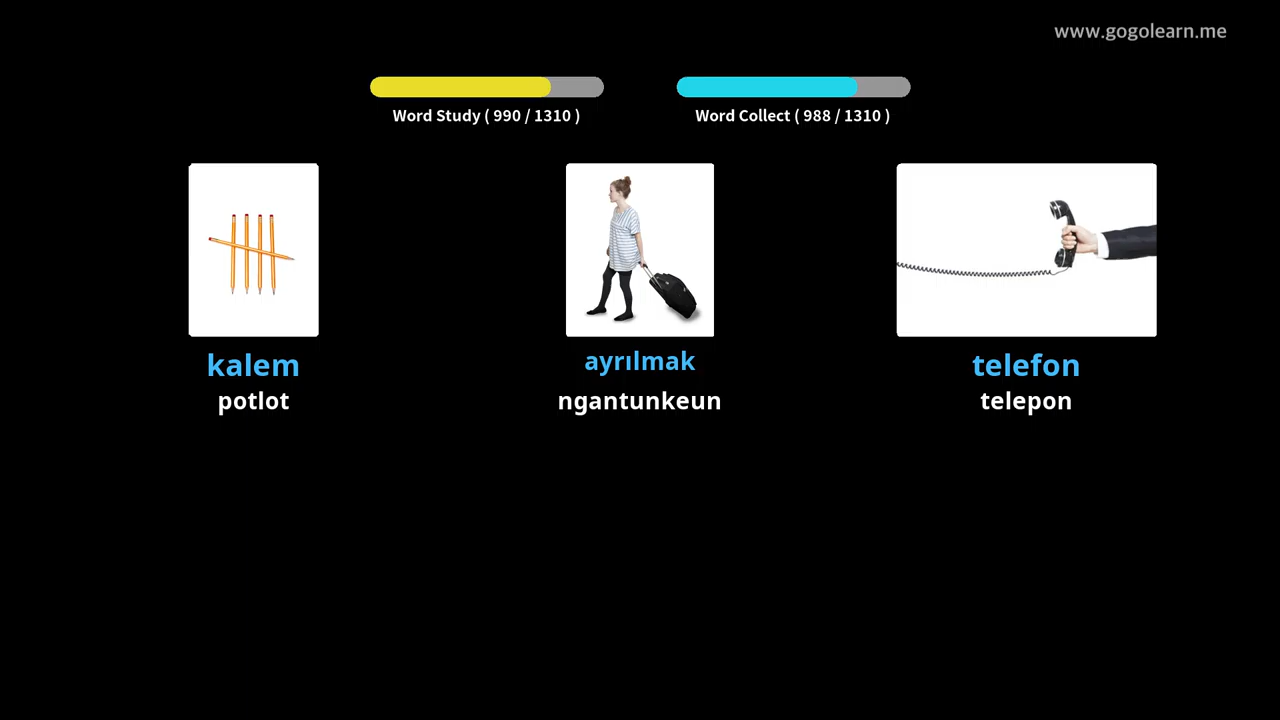 www.gogolearn.me
Word Study ( 990 / 1310 )
Word Collect ( 988 / 1310 )
kalem
potlot
ayrılmak
ngantunkeun
telefon
telepon